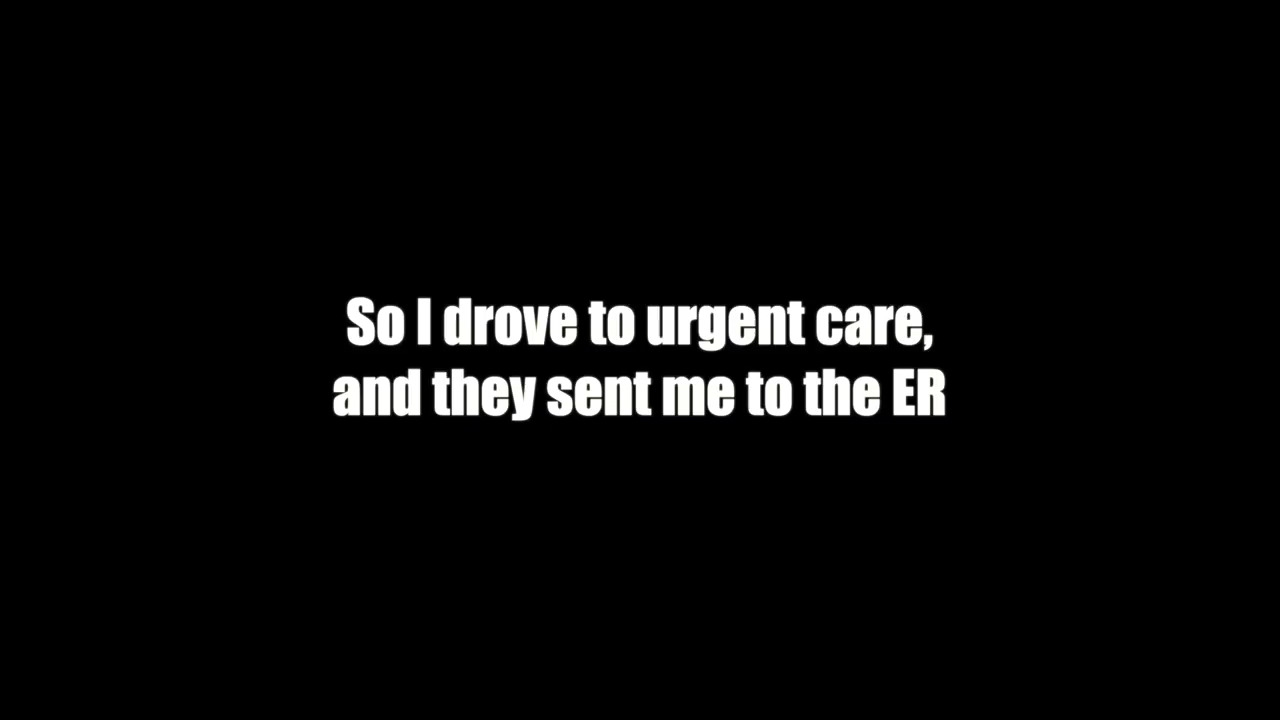 So I drove to urgent care,
and they sent me to the ER